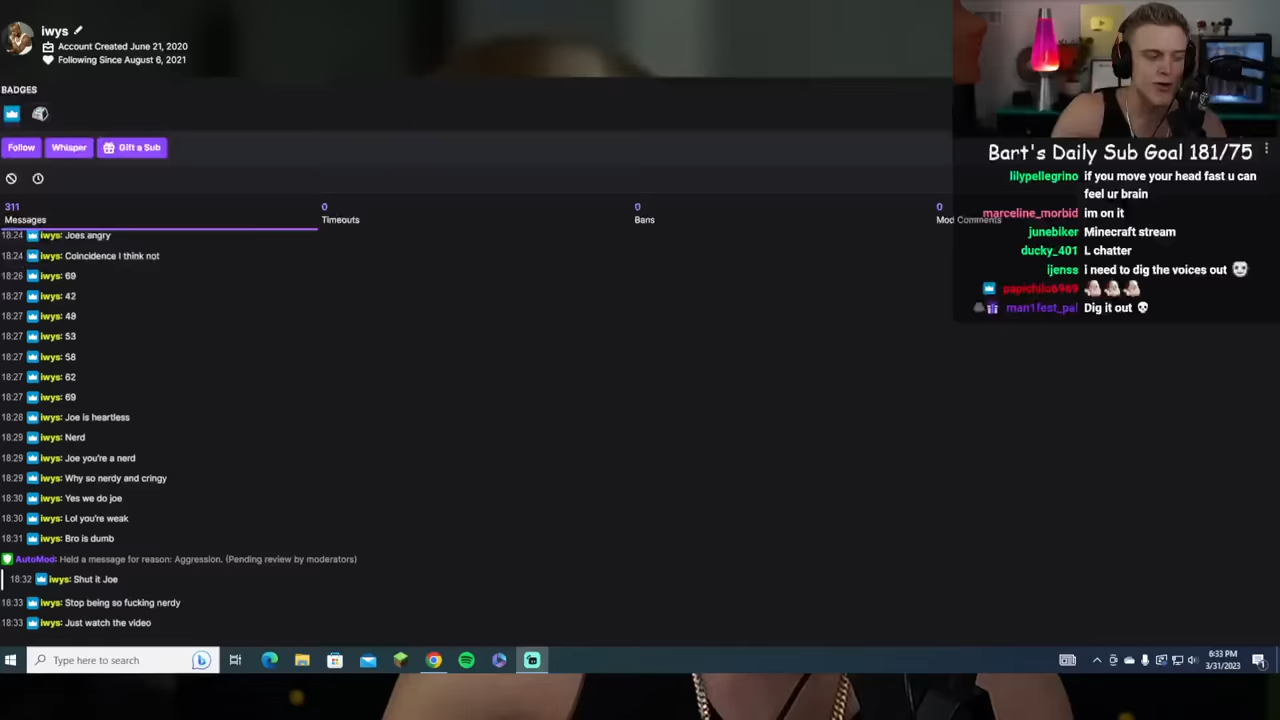 iwys
Account Created June 21, 2020
Following Since August 6, 2021
BADGES
Follow
Whisper
Gift a Sub
311
Messages
0
Timeouts
0
Bans
0
Mod Comments
18:24 iwys: Joes angry
18:24 iwys: Coincidence I think not
18:26 iwys: 69
18:27 iwys: 42
18:27 iwys: 48
18:27 iwys: 53
18:27 iwys: 58
18:27 iwys: 62
18:27 iwys: 69
18:28 iwys: Joe is heartless
18:29 iwys: Nerd
18:29 iwys: Joe you're a nerd
18:29 iwys: Why so nerdy and cringy
18:30 iwys: Yes we do joe
18:30 iwys: Lol you're weak
18:31 iwys: Bro is dumb
AutoMod: Held a message for reason: Aggression. (Pending review by moderators)
18:32 iwys: Shut it Joe
18:33 iwys: Stop being so fucking nerdy
18:33 iwys: Just watch the video
Bart's Daily Sub Goal 181/75
lilypellegrino if you move your head fast u can
feel ur brain
marceline_morbid im on it
junebiker Minecraft stream
ducky_401 L chatter
ijenss i need to dig the voices out
papichilo6969
man1fest_pal Dig it out
Type here to search
6:33 PM
3/31/2023